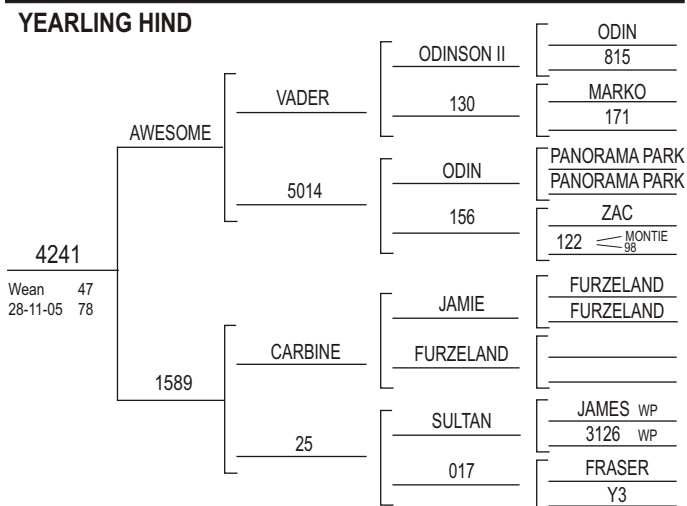 YEARLING HIND
ODIN
ODINSON II
815
VADER
MARKO
130
171
AWESOME
PANORAMA PARK
ODIN
PANORAMA PARK
5014
156
ZAC
122 MONTIE
98
4241
Wean 47
28-11-05 78
FURZELAND
JAMIE
FURZELAND
CARBINE
FURZELAND
1589
JAMES WP
SULTAN
3126 WP
25
017
FRASER
Y3